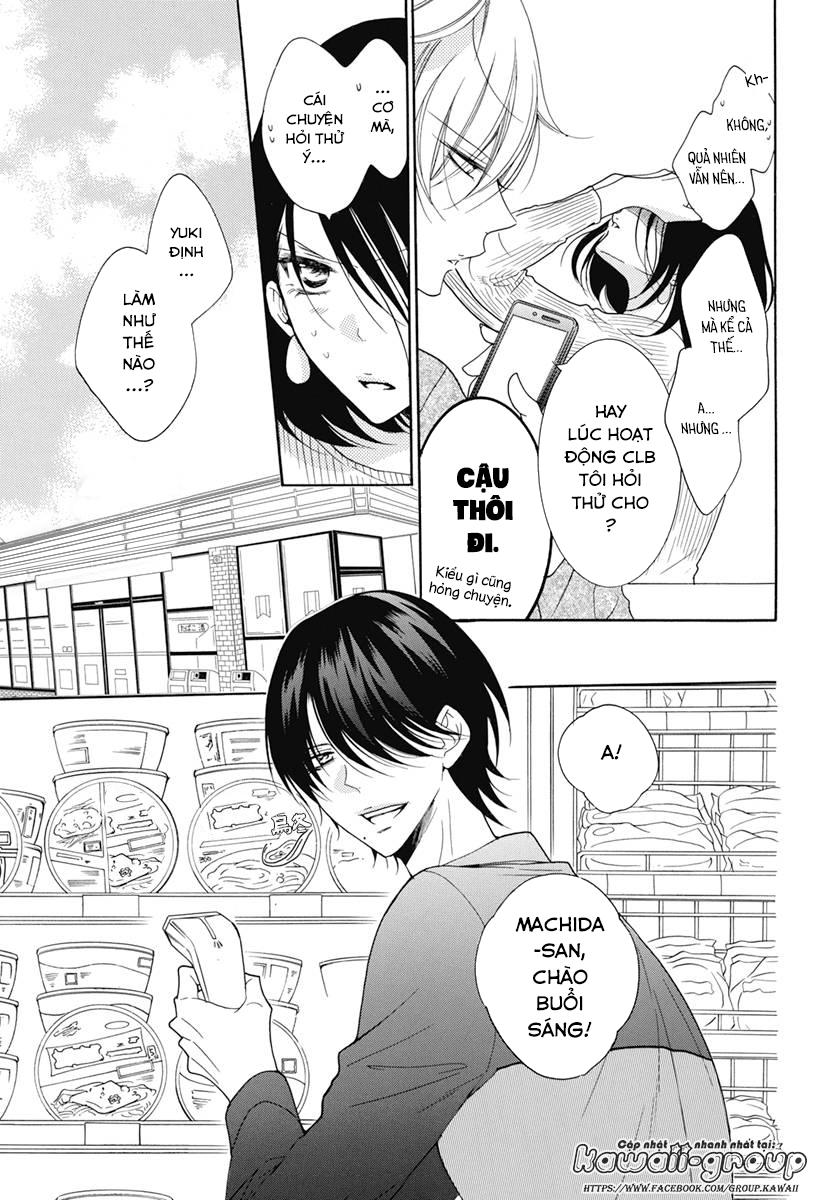 Kh-
KHÔNG,
QUẢ NHIÊN
VẪN NÊN...
NHƯNG
MÀ KỂ CẢ
THẾ...
A...
NHƯNG ...
HAY
LÚC HOẠT
ĐỘNG CLB
TÔI HỎI
THỬ CHO
?
CẬU
THÔI
ĐI.
Kiểu gì cũng
hóng chuyện.
...
CƠ
MÀ,
CÁI
CHUYỆN
HỎI THỬ
Ý...
YUKI
ĐỊNH
...
LÀM
NHƯ
THẾ
NÀO
...?
A!
MACHIDA
-SAN,
CHÀO
BUỔI
SÁNG!
Cập nhật nhanh nhất tại:
kawaii-group
HTTPS://WWW.FACEBOOK.COM/GROUP.KAWAII